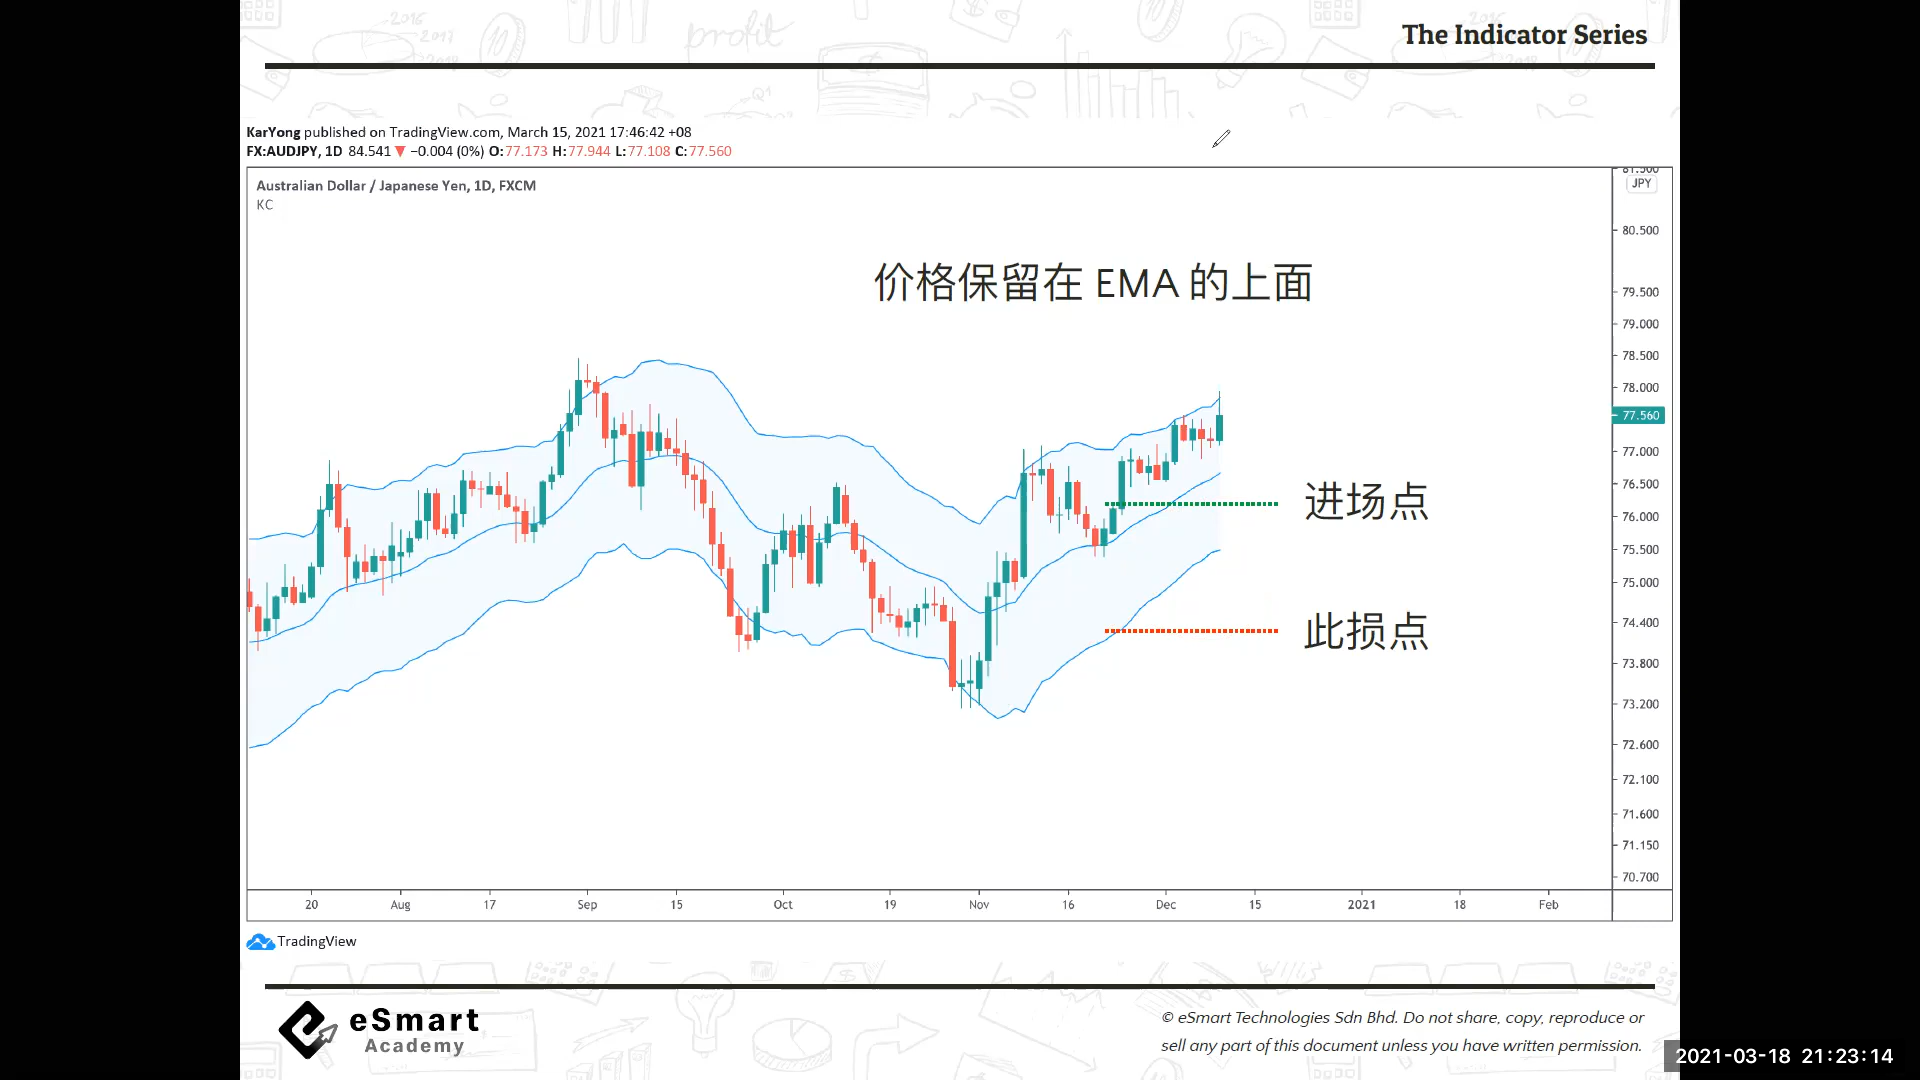 The Indicator Series
KarYong published on TradingView.com, March 15, 2021 17:46:42 +08
FX:AUDJPY, 1D 84.541 ▼ −0.004 (0%) O:77.173 H:77.944 L:77.108 C:77.560
Australian Dollar / Japanese Yen, 1D, FXCM
KC
81.500
JPY
80.500
79.500
79.000
78.500
78.000
77.560
77.000
76.500
76.000
75.500
75.000
74.400
73.800
73.200
72.600
72.100
71.600
71.150
70.700
价格保留在 EMA 的上面
进场点
此损点
20 Aug 17 Sep 15 Oct 19 Nov 16 Dec 15 2021 18 Feb
TradingView
eSmart
Academy
© eSmart Technologies Sdn Bhd. Do not share, copy, reproduce or
sell any part of this document unless you have written permission.
2021-03-18 21:23:14